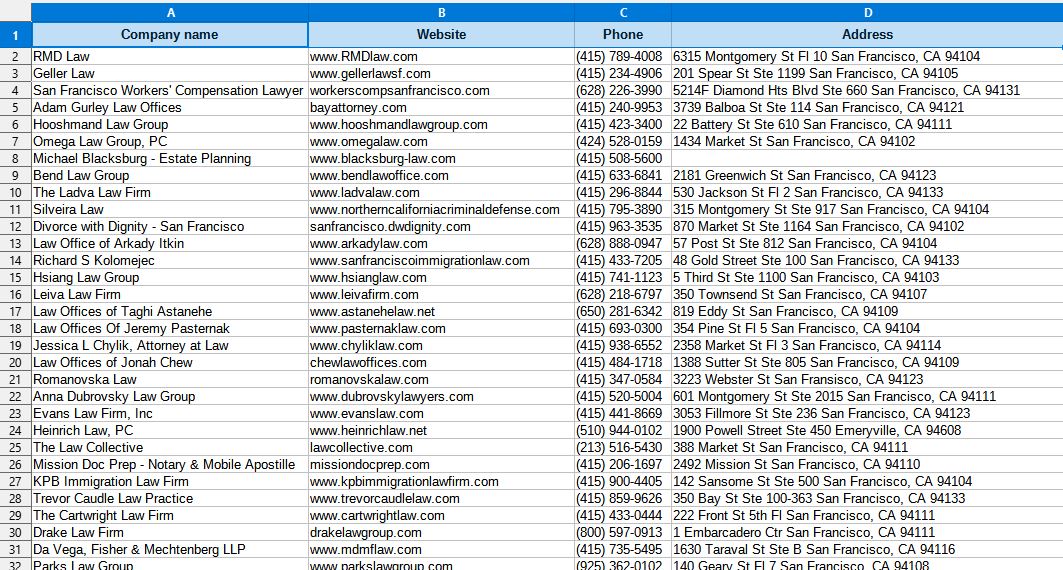 A B C D
1 Company name Website Phone Address
2 RMD Law www.RMDlaw.com (415) 789-4008 6315 Montgomery St Fl 10 San Francisco, CA 94104
3 Geller Law www.gellerlawsf.com (415) 234-4906 201 Spear St Ste 1199 San Francisco, CA 94105
4 San Francisco Workers' Compensation Lawyer workerscompsanfrancisco.com (628) 226-3990 5214F Diamond Hts Blvd Ste 660 San Francisco, CA 94131
5 Adam Gurley Law Offices bayattorney.com (415) 240-9953 3739 Balboa St Ste 114 San Francisco, CA 94121
6 Hooshmand Law Group www.hooshmandlawgroup.com (415) 423-3400 22 Battery St Ste 610 San Francisco, CA 94111
7 Omega Law Group, PC www.omegalaw.com (424) 528-0159 1434 Market St San Francisco, CA 94102
8 Michael Blacksburg - Estate Planning www.blacksburg-law.com (415) 508-5600
9 Bend Law Group www.bendlawoffice.com (415) 633-6841 2181 Greenwich St San Francisco, CA 94123
10 The Ladva Law Firm www.ladvalaw.com (415) 296-8844 530 Jackson St Fl 2 San Francisco, CA 94133
11 Silveira Law www.northerncaliforniacriminaldefense.com (415) 795-3890 315 Montgomery St Ste 917 San Francisco, CA 94104
12 Divorce with Dignity - San Francisco sanfrancisco.dwdignity.com (415) 963-3535 870 Market St Ste 1164 San Francisco, CA 94102
13 Law Office of Arkady Itkin www.arkadylaw.com (628) 888-0947 57 Post St Ste 812 San Francisco, CA 94104
14 Richard S Kolomejec www.sanfranciscoimmigrationlaw.com (415) 433-7205 48 Gold Street Ste 100 San Francisco, CA 94133
15 Hsiang Law Group www.hsianglaw.com (415) 741-1123 5 Third St Ste 1100 San Francisco, CA 94103
16 Leiva Law Firm www.leivafirm.com (628) 218-6797 350 Townsend St San Francisco, CA 94107
17 Law Offices of Taghi Astanehe www.astanehelaw.net (650) 281-6342 819 Eddy St San Francisco, CA 94109
18 Law Offices Of Jeremy Pasternak www.pasternaklaw.com (415) 693-0300 354 Pine St Fl 5 San Francisco, CA 94104
19 Jessica L Chylik, Attorney at Law www.chyliklaw.com (415) 938-6552 2358 Market St Fl 3 San Francisco, CA 94114
20 Law Offices of Jonah Chew chewlawoffices.com (415) 484-1718 1388 Sutter St Ste 805 San Francisco, CA 94109
21 Romanovska Law romanovskalaw.com (415) 347-0584 3223 Webster St San Fransisco, CA 94123
22 Anna Dubrovsky Law Group www.dubrovskylawyers.com (415) 520-5004 601 Montgomery St Ste 2015 San Francisco, CA 94111
23 Evans Law Firm, Inc www.evanslaw.com (415) 441-8669 3053 Fillmore St Ste 236 San Francisco, CA 94123
24 Heinrich Law, PC www.heinrichlaw.net (510) 944-0102 1900 Powell Street Ste 450 Emeryville, CA 94608
25 The Law Collective lawcollective.com (213) 516-5430 388 Market St San Francisco, CA 94111
26 Mission Doc Prep - Notary & Mobile Apostille missiondocprep.com (415) 206-1697 2492 Mission St San Francisco, CA 94110
27 KPB Immigration Law Firm www.kpbimmigrationlawfirm.com (415) 900-4405 142 Sansome St Ste 500 San Francisco, CA 94104
28 Trevor Caudle Law Practice www.trevorcaudlelaw.com (415) 859-9626 350 Bay St Ste 100-363 San Francisco, CA 94133
29 The Cartwright Law Firm www.cartwrightlaw.com (415) 433-0444 222 Front St 5th Fl San Francisco, CA 94111
30 Drake Law Firm drakelawgroup.com (800) 597-0913 1 Embarcadero Ctr San Francisco, CA 94111
31 Da Vega, Fisher & Mechtenberg LLP www.mdmflaw.com (415) 735-5495 1630 Taraval St Ste B San Francisco, CA 94116
32 Parks Law Group www.parkslawgroup.com (925) 362-0102 140 Geary St Fl 7 San Francisco, CA 94108